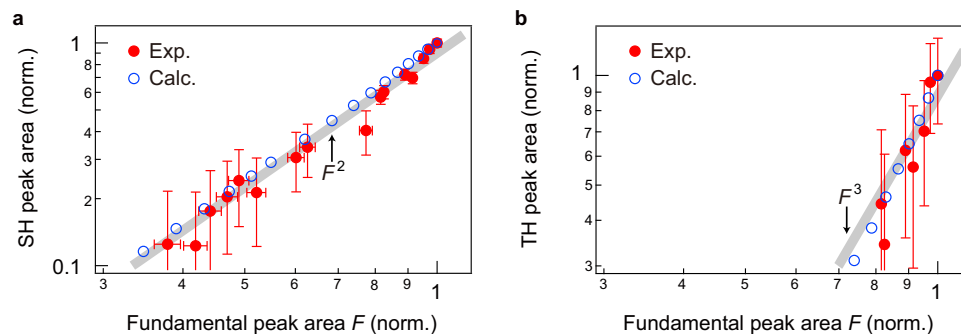 a
SH peak area (norm.)
1
8
6
4
2
0.1
Exp.
Calc.
F²
3
4
5
6
7
8
9
1
Fundamental peak area F (norm.)
b
TH peak area (norm.)
1
9
8
7
6
5
4
3
Exp.
Calc.
F³
3
4
5
6
7
8
9
1
Fundamental peak area F (norm.)